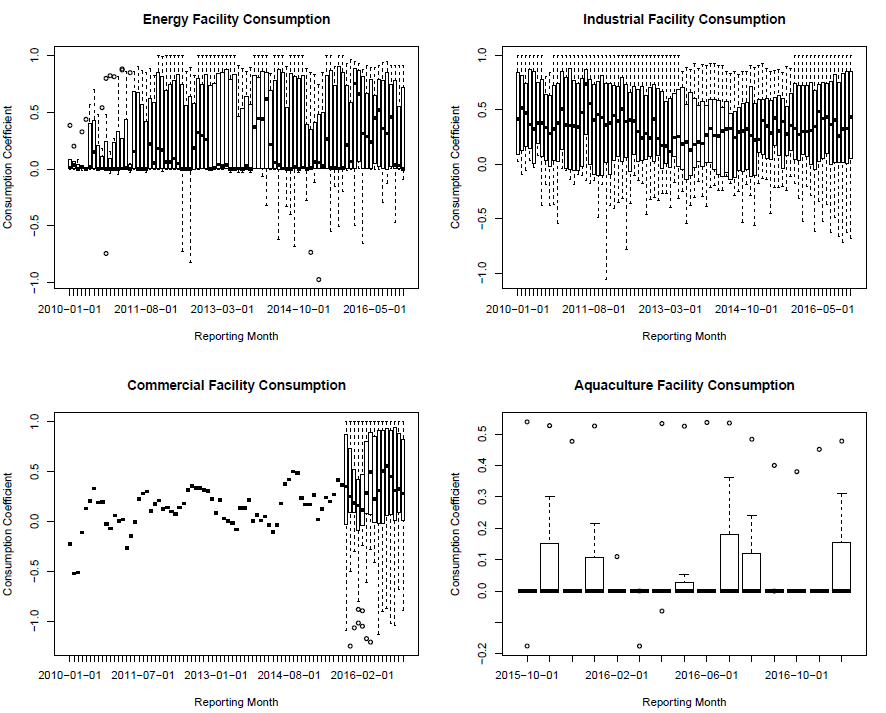 Energy Facility Consumption
Consumption Coefficient
1.0
0.5
0.0
−0.5
−1.0
2010−01−01 2011−08−01 2013−03−01 2014−10−01 2016−05−01
Reporting Month
Industrial Facility Consumption
Consumption Coefficient
1.0
0.5
0.0
−0.5
−1.0
2010−01−01 2011−08−01 2013−03−01 2014−10−01 2016−05−01
Reporting Month
Commercial Facility Consumption
Consumption Coefficient
1.0
0.5
0.0
−0.5
−1.0
2010−01−01 2011−07−01 2013−01−01 2014−08−01 2016−02−01
Reporting Month
Aquaculture Facility Consumption
Consumption Coefficient
0.5
0.4
0.3
0.2
0.1
0.0
−0.2
2015−10−01 2016−02−01 2016−06−01 2016−10−01
Reporting Month